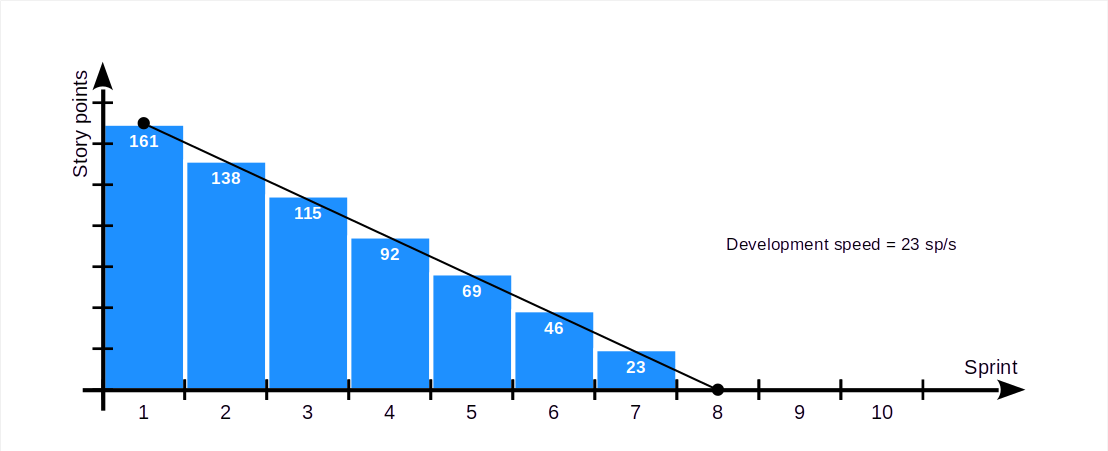 Story points
161
138
115
92
69
46
23
Development speed = 23 sp/s
Sprint
1 2 3 4 5 6 7 8 9 10